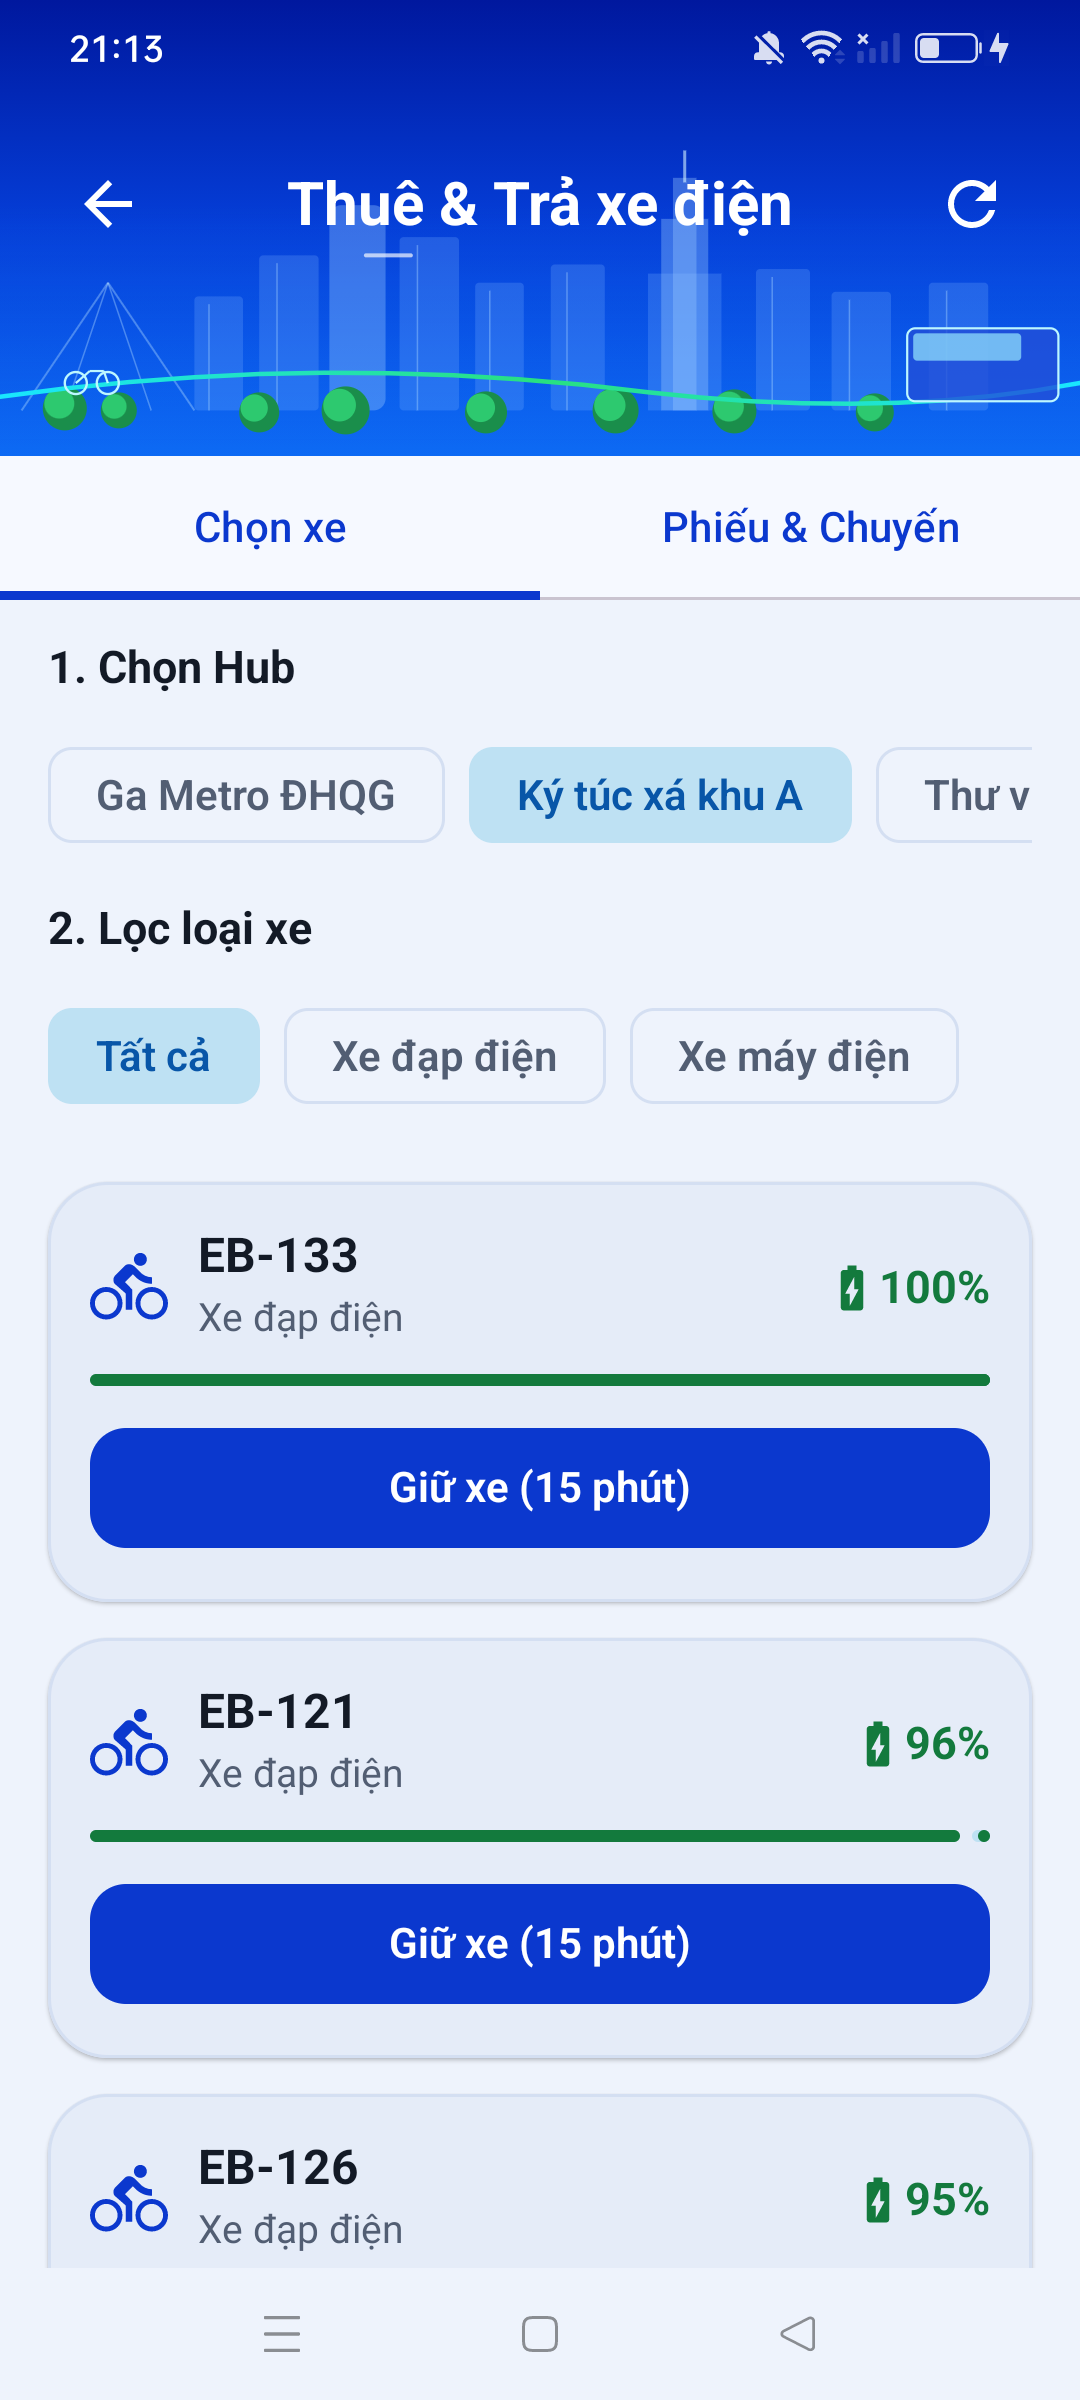 21:13
Thuê & Trả xe điện
Chọn xe
Phiếu & Chuyến
1. Chọn Hub
Ga Metro ĐHQG
Ký túc xá khu A
Thư v
2. Lọc loại xe
Tất cả
Xe đạp điện
Xe máy điện
EB-133
Xe đạp điện
100%
Giữ xe (15 phút)
EB-121
Xe đạp điện
96%
Giữ xe (15 phút)
EB-126
Xe đạp điện
95%